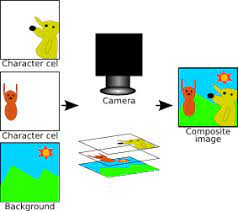 Character cel
Camera
Character cel
Composite
image
Background